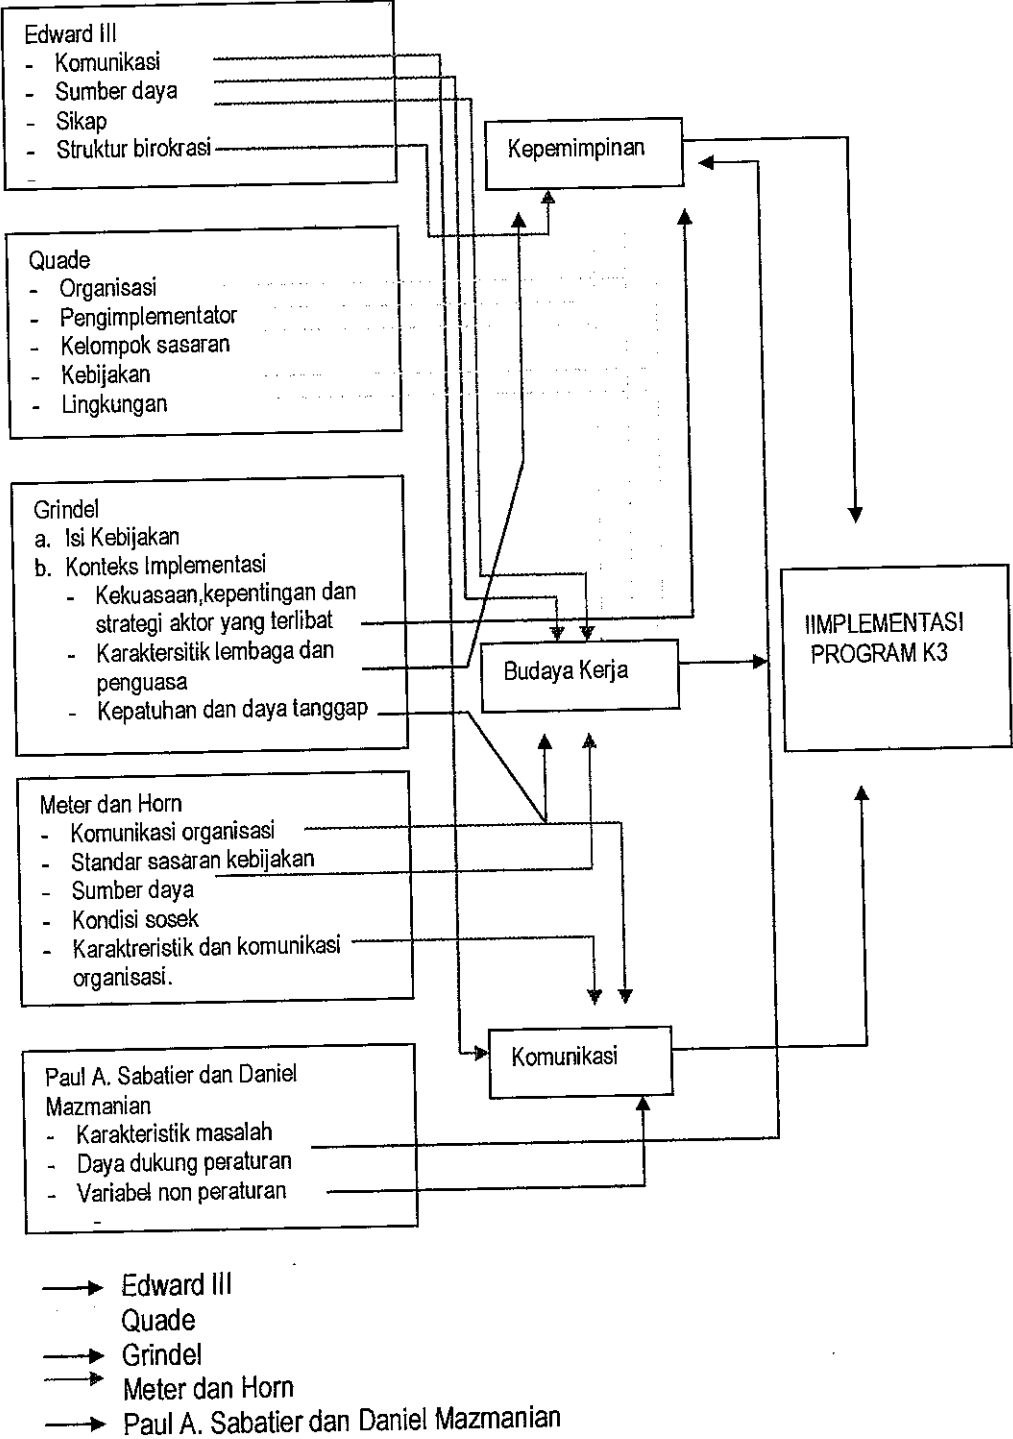 Edward III
- Komunikasi
- Sumber daya
- Sikap
- Struktur birokrasi
-
Kepemimpinan
Quade
- Organisasi
- Pengimplementator
- Kelompok sasaran
- Kebijakan
- Lingkungan
Grindel
a. Isi Kebijakan
b. Konteks Implementasi
- Kekuasaan,kepentingan dan
strategi aktor yang terlibat
- Karaktersitik lembaga dan
penguasa
- Kepatuhan dan daya tanggap
Budaya Kerja
IIMPLEMENTASI
PROGRAM K3
Meter dan Horn
- Komunikasi organisasi
- Standar sasaran kebijakan
- Sumber daya
- Kondisi sosek
- Karaktreristik dan komunikasi
organisasi.
Komunikasi
Paul A. Sabatier dan Daniel
Mazmanian
- Karakteristik masalah
- Daya dukung peraturan
- Variabel non peraturan
-
Edward III
Quade
Grindel
Meter dan Horn
Paul A. Sabatier dan Daniel Mazmanian